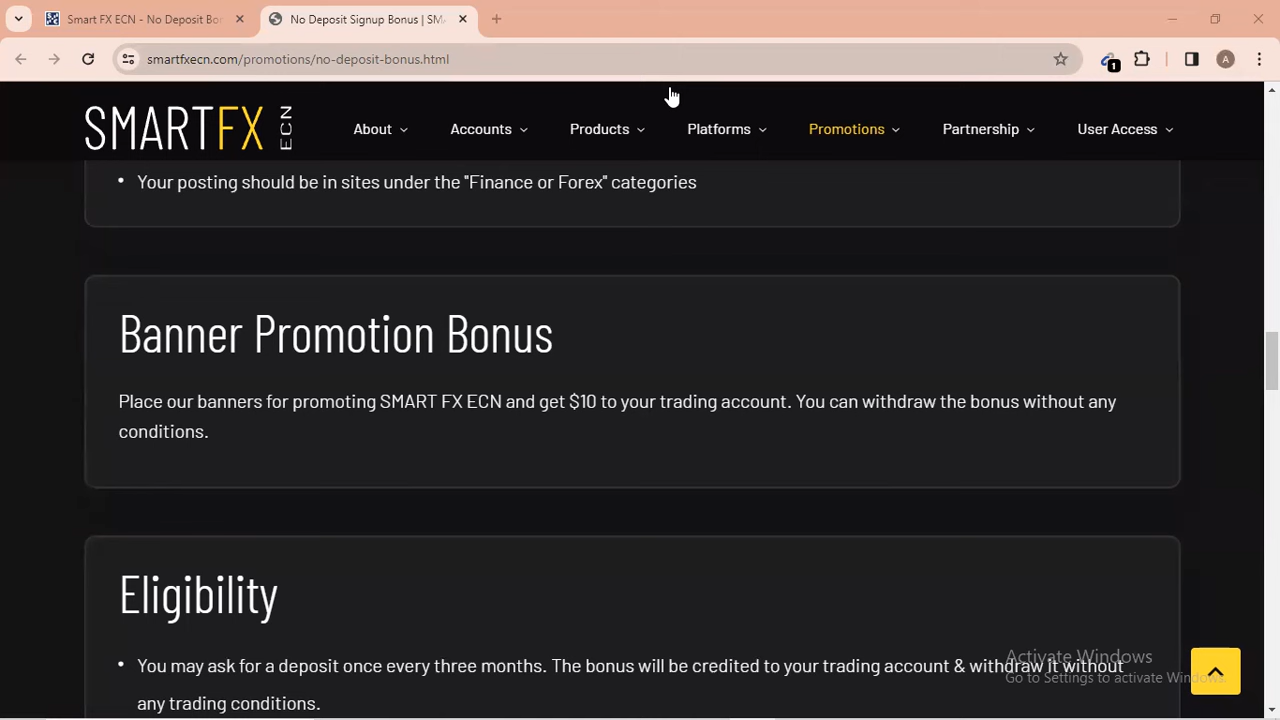 Smart FX ECN - No Deposit Bo
No Deposit Signup Bonus | SM
smartfxecn.com/promotions/no-deposit-bonus.html
1
A
SMARTFX ECN
About
Accounts
Products
Platforms
Promotions
Partnership
User Access
• Your posting should be in sites under the "Finance or Forex" categories
Banner Promotion Bonus
Place our banners for promoting SMART FX ECN and get $10 to your trading account. You can withdraw the bonus without any
conditions.
Eligibility
• You may ask for a deposit once every three months. The bonus will be credited to your trading account & withdraw it without
any trading conditions.
Activate Windows
Go to Settings to activate Windows.